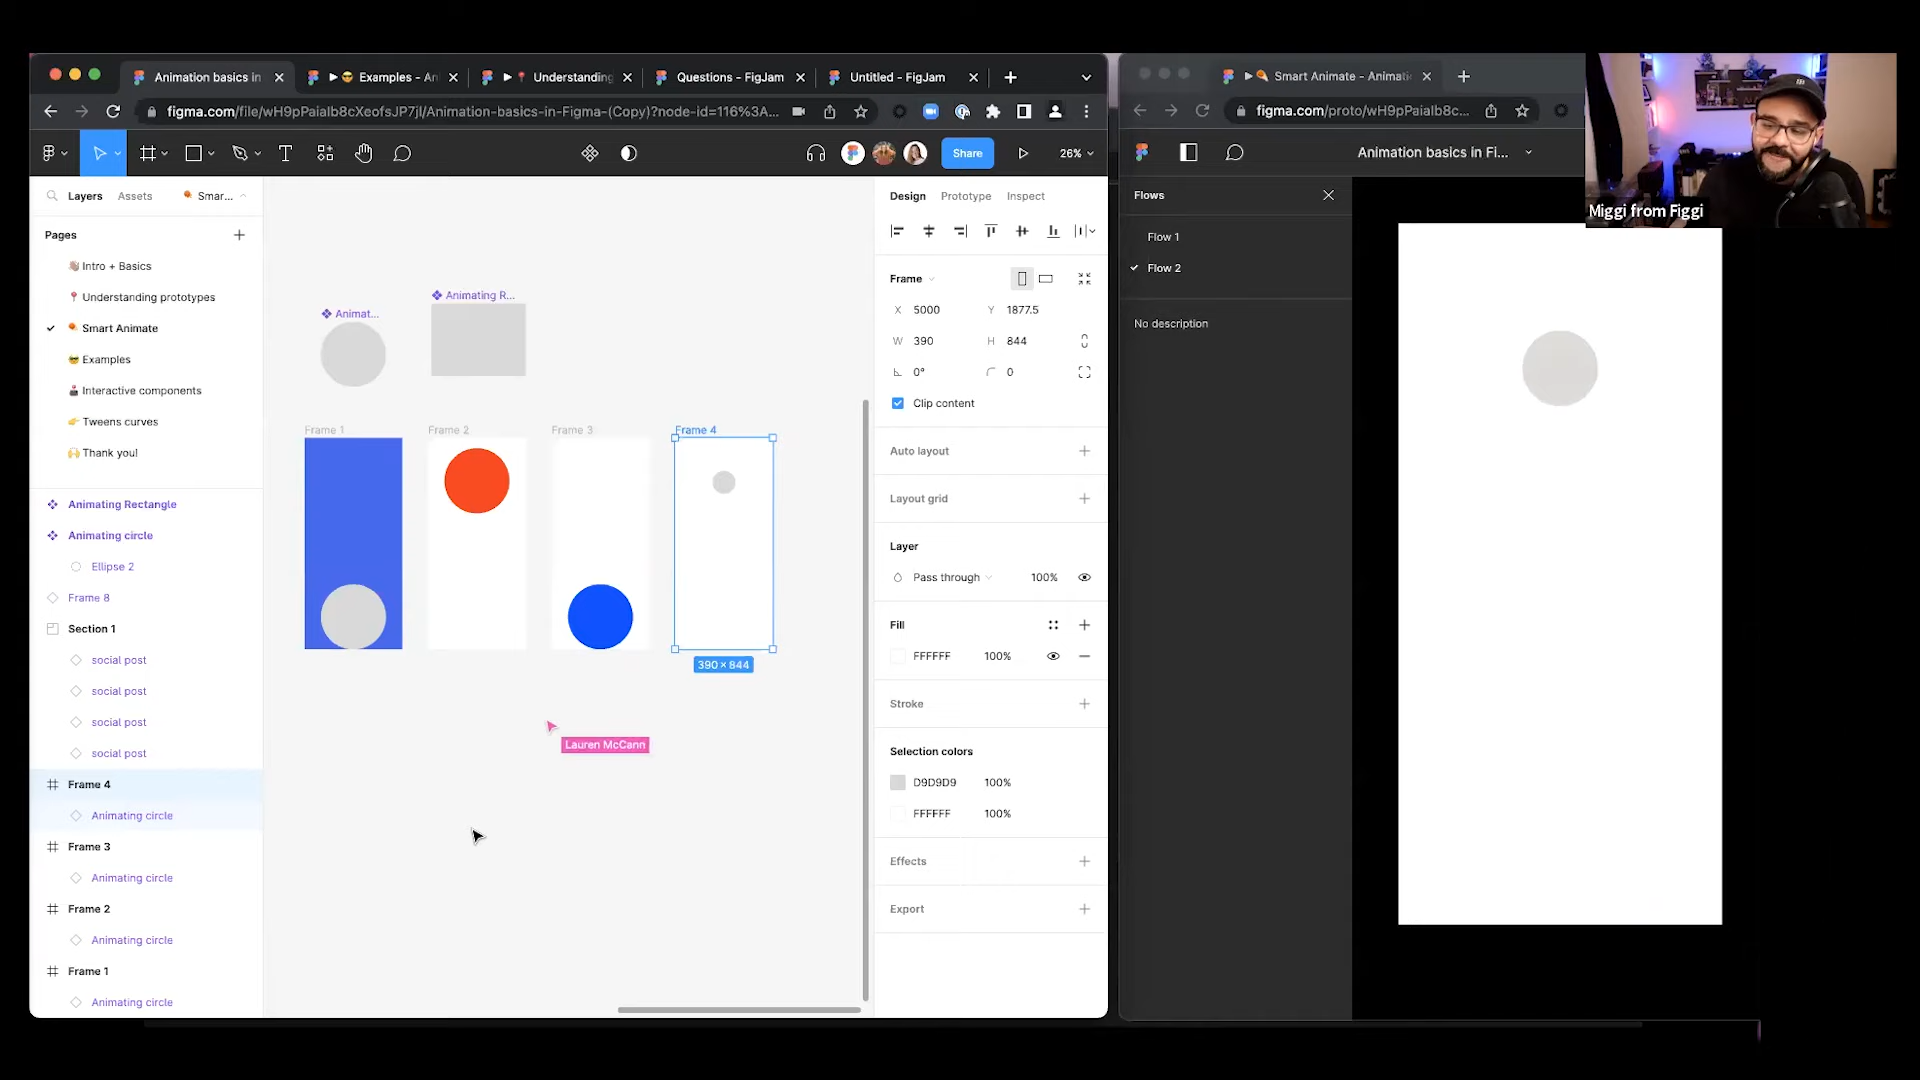 Animation basics in
Examples - An
Understanding
Questions - FigJam
Untitled - FigJam
figma.com/file/wH9pPaialb8cXeofsJP7jl/Animation-basics-in-Figma-(Copy)?node-id=116%3A...
Share
26%
Layers
Assets
Smar...
Pages
Intro + Basics
Understanding prototypes
Smart Animate
Examples
Interactive components
Tweens curves
Thank you!
Animating Rectangle
Animating circle
Ellipse 2
Frame 8
Section 1
social post
social post
social post
social post
Frame 4
Animating circle
Frame 3
Animating circle
Frame 2
Animating circle
Frame 1
Animating circle
Animat...
Animating R...
Frame 1
Frame 2
Frame 3
Frame 4
390 × 844
Lauren McCann
Design
Prototype
Inspect
Frame
X 5000
Y 1877.5
W 390
H 844
0°
0
Clip content
Auto layout
Layout grid
Layer
Pass through
100%
Fill
FFFFFF 100%
Stroke
Selection colors
D9D9D9 100%
FFFFFF 100%
Effects
Export
Smart Animate - Animati
figma.com/proto/wH9pPaialb8c...
Animation basics in Fi...
Flows
Flow 1
Flow 2
No description
Miggi from Figgi